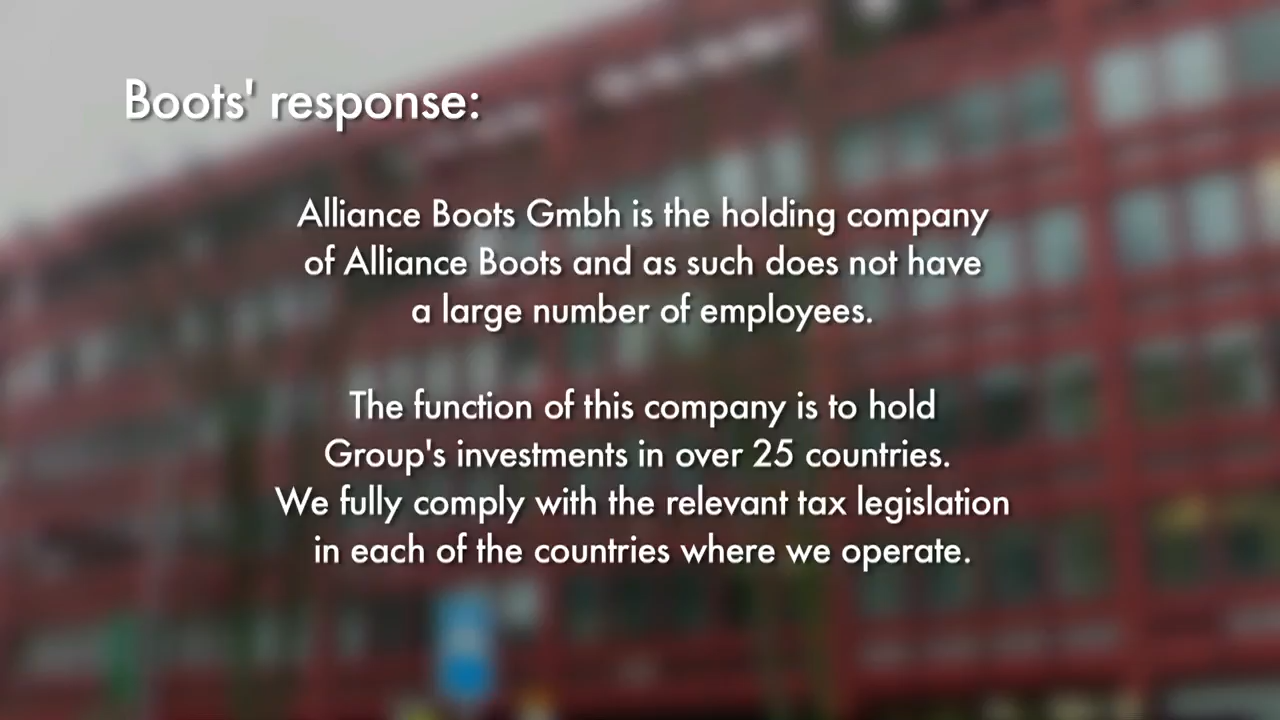 Boots' response:
Alliance Boots Gmbh is the holding company
of Alliance Boots and as such does not have
a large number of employees.
The function of this company is to hold
Group's investments in over 25 countries.
We fully comply with the relevant tax legislation
in each of the countries where we operate.